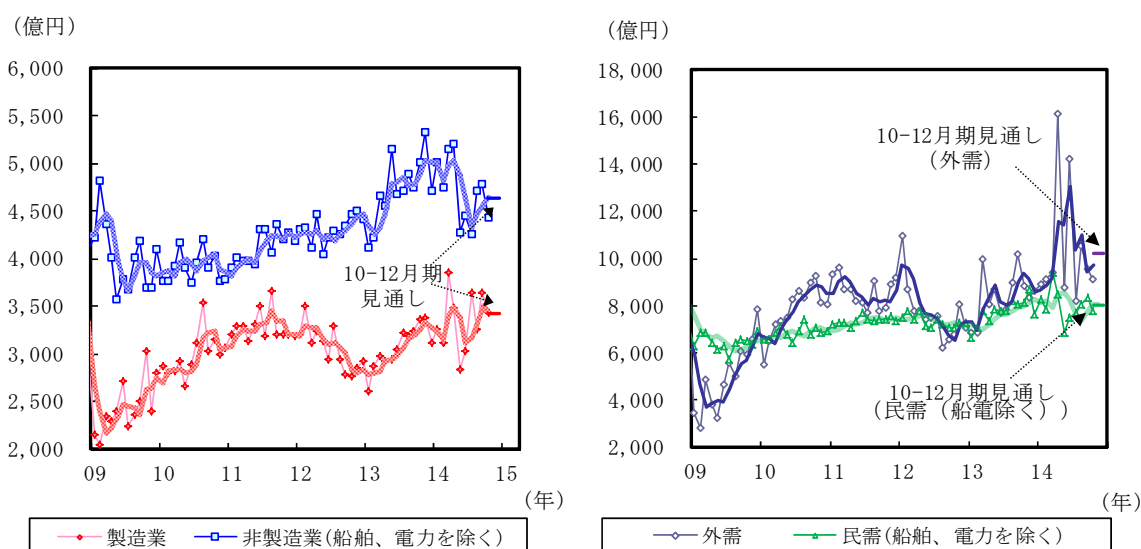 （億円）
6,000
5,500
5,000
4,500
4,000
3,500
3,000
2,500
2,000
10-12月期
見通し
09 10 11 12 13 14 15
（年）
製造業 非製造業(船舶、電力を除く)
（億円）
18,000
16,000
14,000
12,000
10,000
8,000
6,000
4,000
2,000
10-12月期見通し
（外需）
10-12月期見通し
（民需（船電除く））
09 10 11 12 13 14
（年）
外需 民需(船舶、電力を除く)